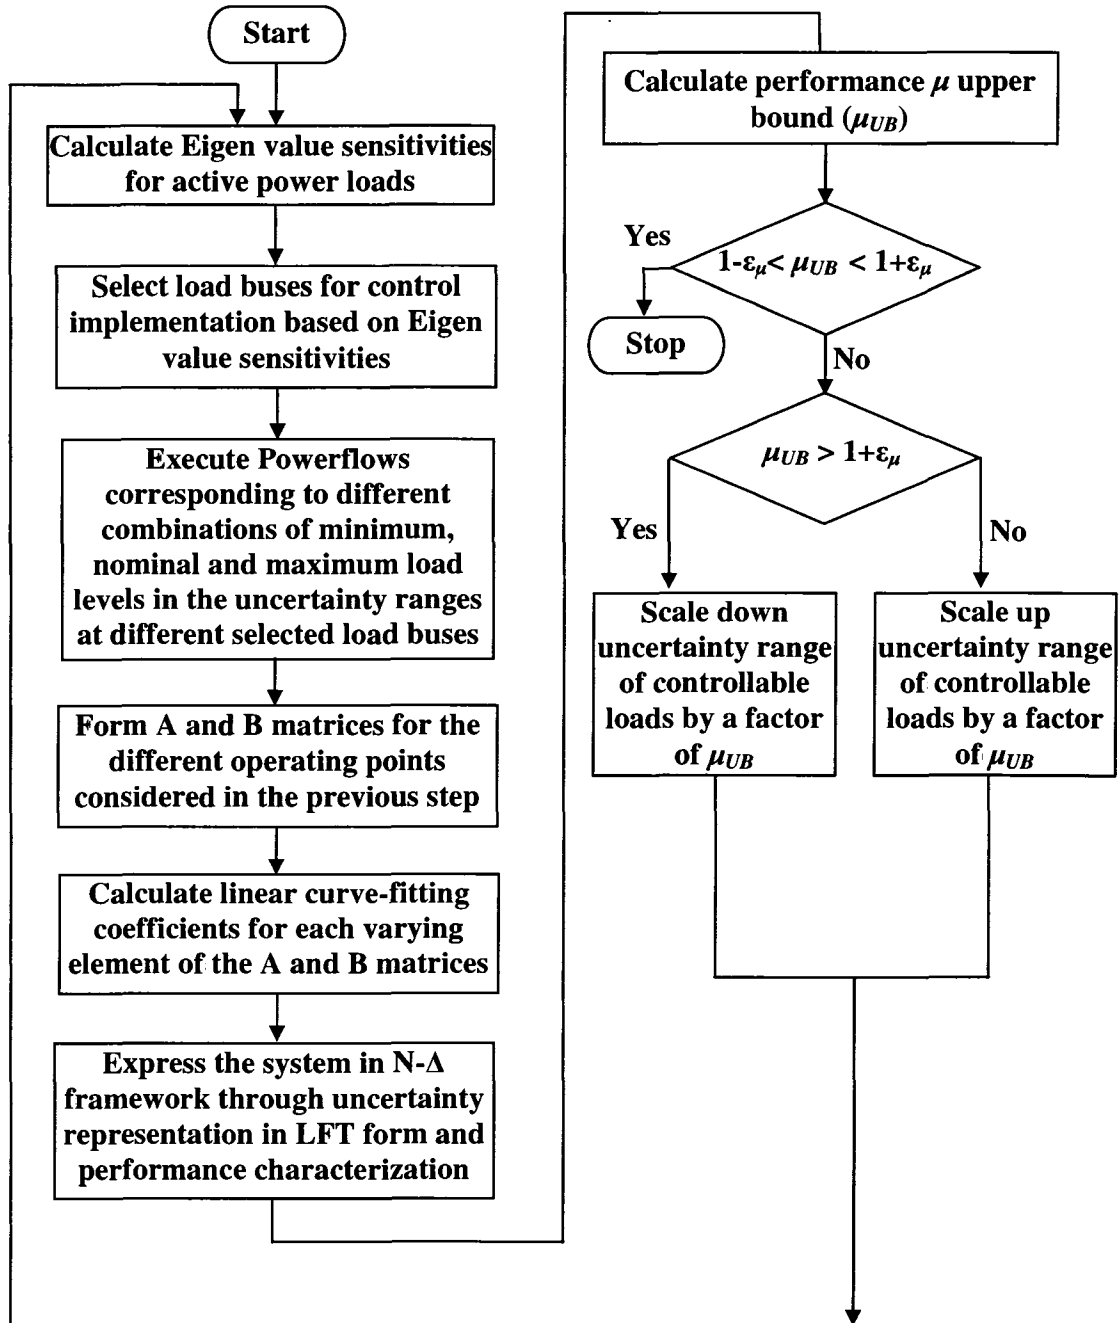 Start
Calculate Eigen value sensitivities
for active power loads
Select load buses for control
implementation based on Eigen
value sensitivities
Execute Powerflows
corresponding to different
combinations of minimum,
nominal and maximum load
levels in the uncertainty ranges
at different selected load buses
Form A and B matrices for the
different operating points
considered in the previous step
Calculate linear curve-fitting
coefficients for each varying
element of the A and B matrices
Express the system in N-Δ
framework through uncertainty
representation in LFT form and
performance characterization
Calculate performance μ upper
bound (μUB)
Yes
1-εμ< μUB < 1+εμ
Stop
No
μUB > 1+εμ
Yes
No
Scale down
uncertainty range
of controllable
loads by a factor
of μUB
Scale up
uncertainty range
of controllable
loads by a factor
of μUB